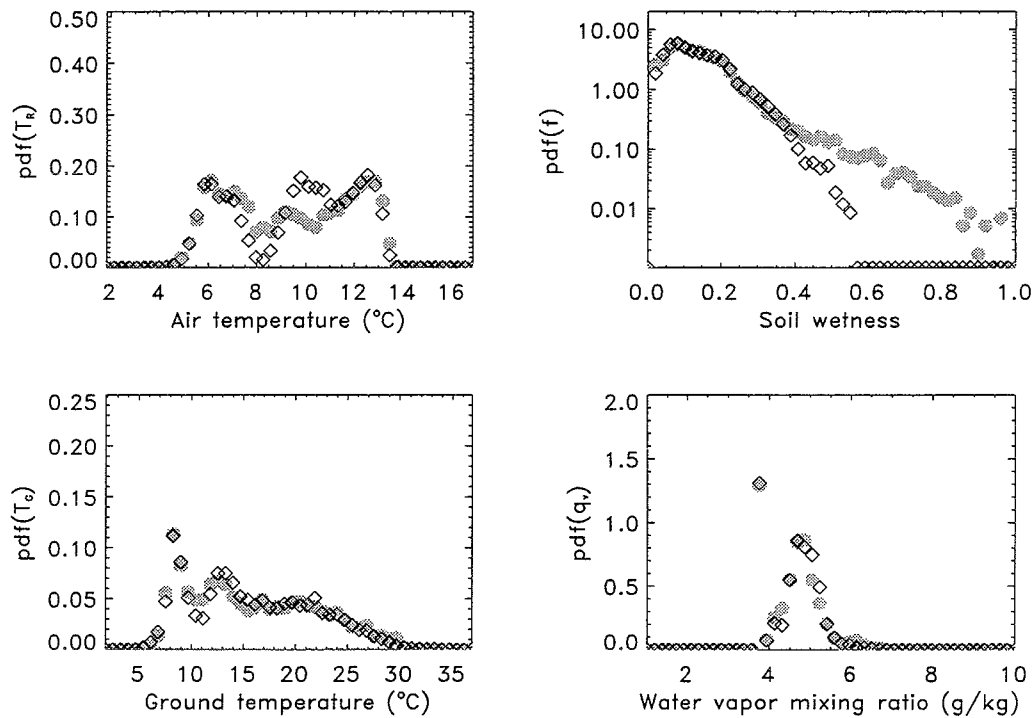 0.50
0.40
0.30
0.20
0.10
0.00
pdf(T_R)
2 4 6 8 10 12 14 16
Air temperature (°C)
10.00
1.00
0.10
0.01
pdf(f)
0.0 0.2 0.4 0.6 0.8 1.0
Soil wetness
0.25
0.20
0.15
0.10
0.05
0.00
pdf(T_G)
5 10 15 20 25 30 35
Ground temperature (°C)
2.0
1.5
1.0
0.5
0.0
pdf(q_v)
2 4 6 8 10
Water vapor mixing ratio (g/kg)